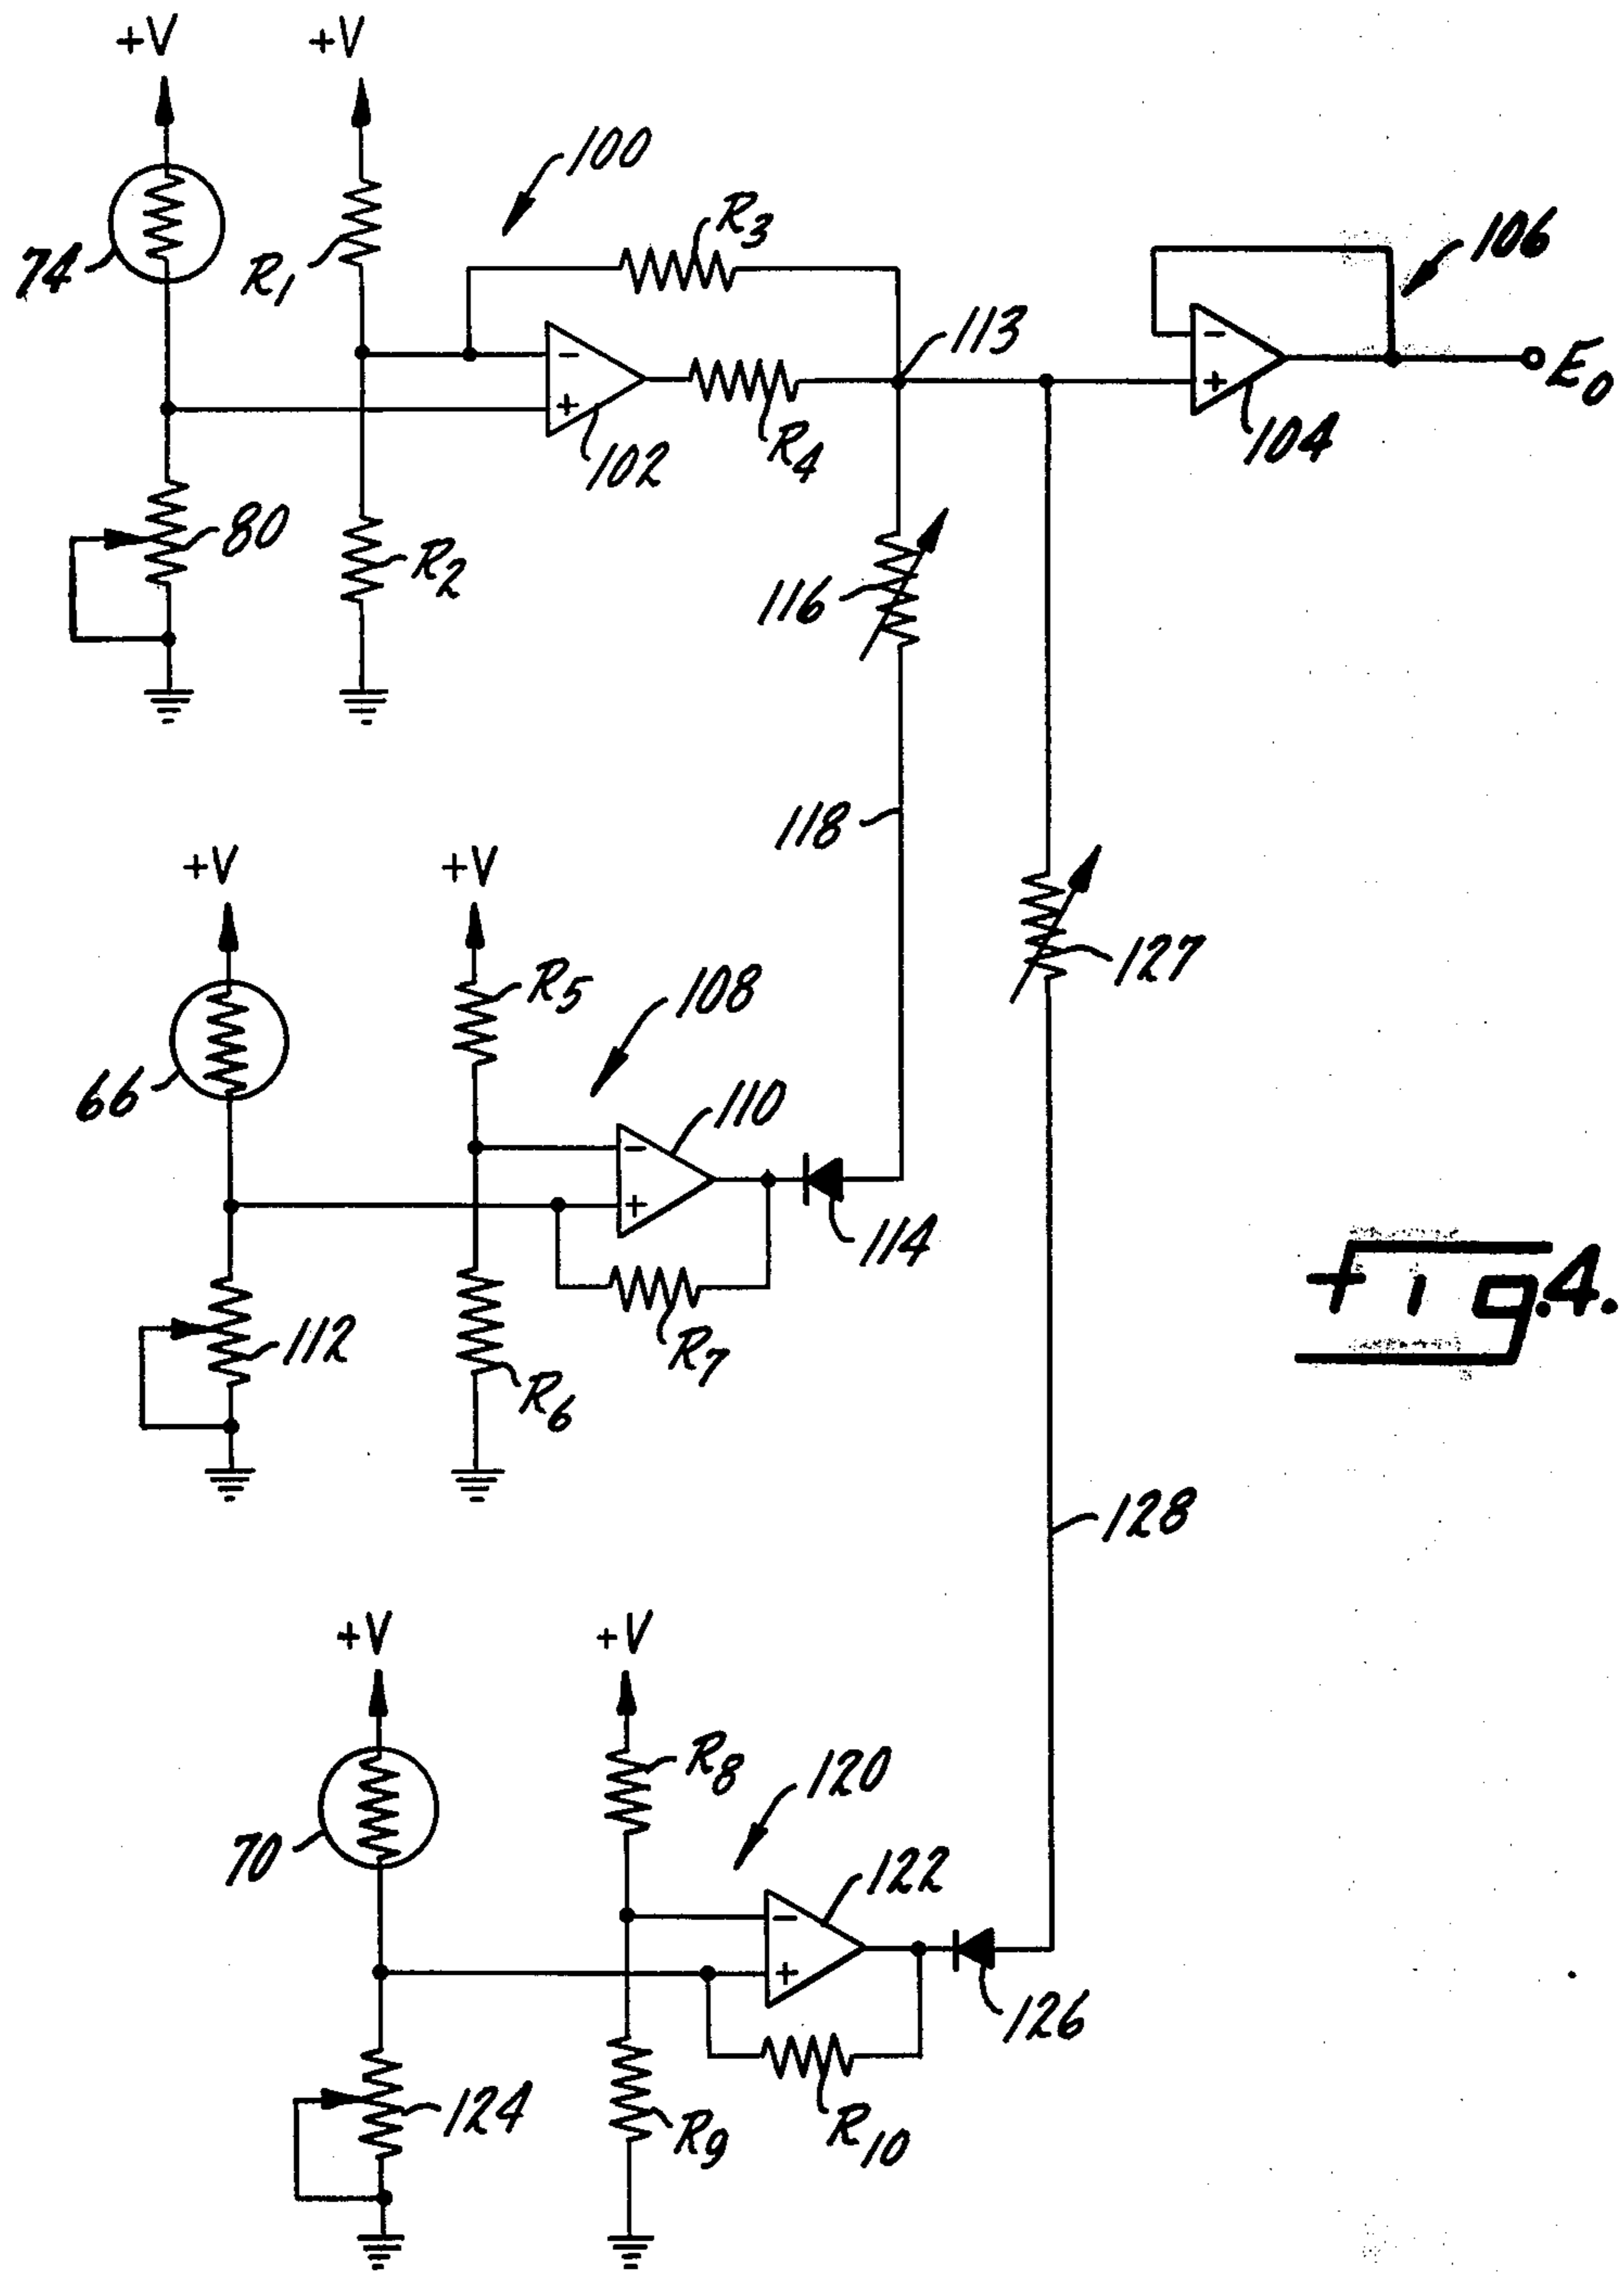 +V
+V
100
R3
74
R1
113
106
E0
102
R4
104
80
R2
116
118
+V
+V
R5
108
127
66
110
114
112
R7
R6
Fig.4.
128
+V
+V
R8
120
70
122
126
124
R9
R10
-
+
-
+
-
+
-
+